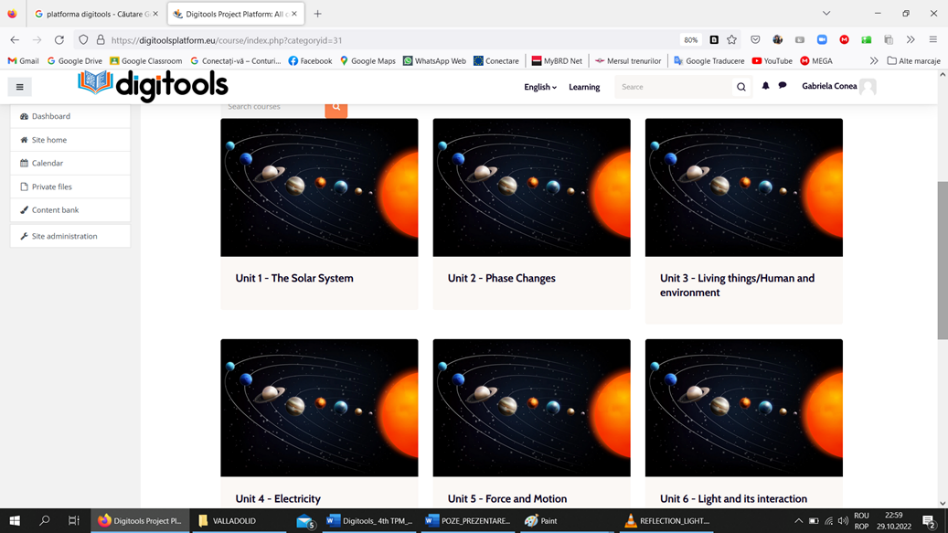 platforma digitools - Căutare G
Digitools Project Platform: All c
https://digitoolsplatform.eu/course/index.php?categoryid=31
80%
Gmail
Google Drive
Google Classroom
Conectați-vă – Conturi...
Facebook
Google Maps
WhatsApp Web
Conectare
MyBRD Net
Mersul trenurilor
Google Traducere
YouTube
MEGA
Alte marcaje
digitools
English
Learning
Searce
Gabriela Conea
Search courses
Dashboard
Site home
Calendar
Private files
Content bank
Site administration
Unit 1 - The Solar System
Unit 2 - Phase Changes
Unit 3 - Living things/Human and
environment
Unit 4 - Electricity
Unit 5 - Force and Motion
Unit 6 - Light and its interaction
Digitools Project Pl...
VALLADOLID
5
Digitools_ 4th TPM_...
POZE_PREZENTARE...
Paint
REFLECTION_LIGHT....
ROU
ROP
22:59
29.10.2022
2